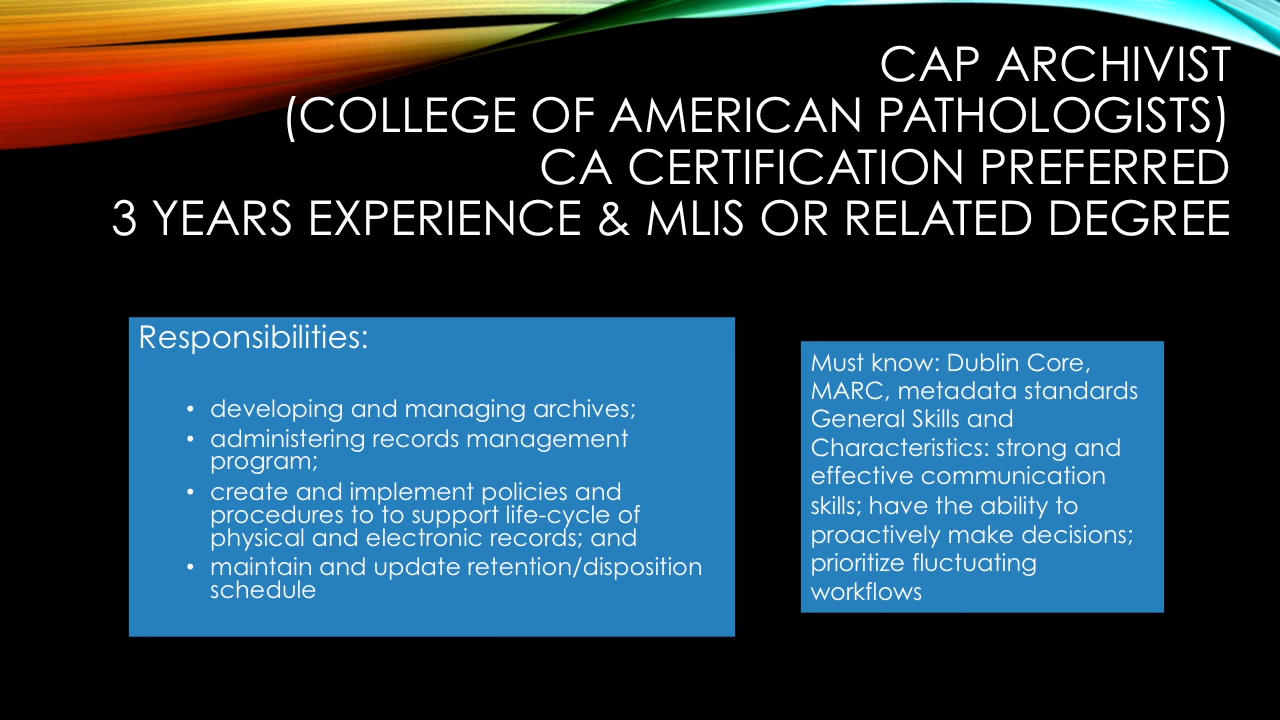 CAP ARCHIVIST
(COLLEGE OF AMERICAN PATHOLOGISTS)
CA CERTIFICATION PREFERRED
3 YEARS EXPERIENCE & MLIS OR RELATED DEGREE
Responsibilities:
• developing and managing archives;
• administering records management
program;
• create and implement policies and
procedures to to support life-cycle of
physical and electronic records; and
• maintain and update retention/disposition
schedule
Must know: Dublin Core,
MARC, metadata standards
General Skills and
Characteristics: strong and
effective communication
skills; have the ability to
proactively make decisions;
prioritize fluctuating
workflows